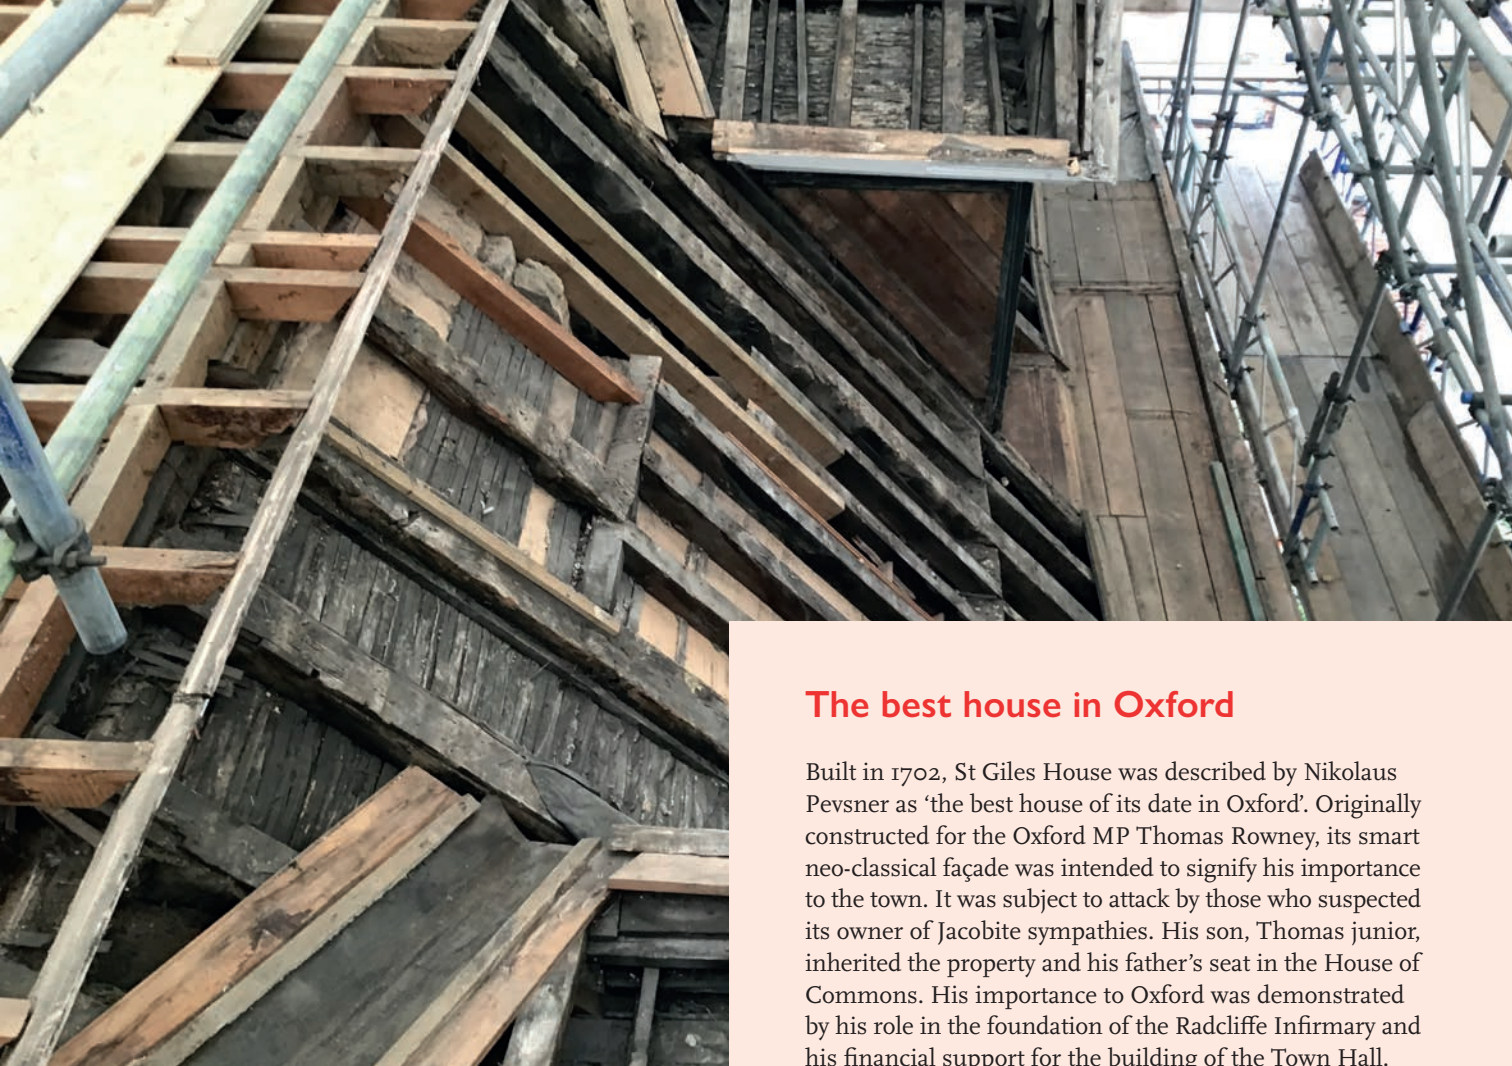 The best house in Oxford
Built in 1702, St Giles House was described by Nikolaus
Pevsner as ‘the best house of its date in Oxford’. Originally
constructed for the Oxford MP Thomas Rowney, its smart
neo-classical façade was intended to signify his importance
to the town. It was subject to attack by those who suspected
its owner of Jacobite sympathies. His son, Thomas junior,
inherited the property and his father’s seat in the House of
Commons. His importance to Oxford was demonstrated
by his role in the foundation of the Radcliffe Infirmary and
his financial support for the building of the Town Hall.